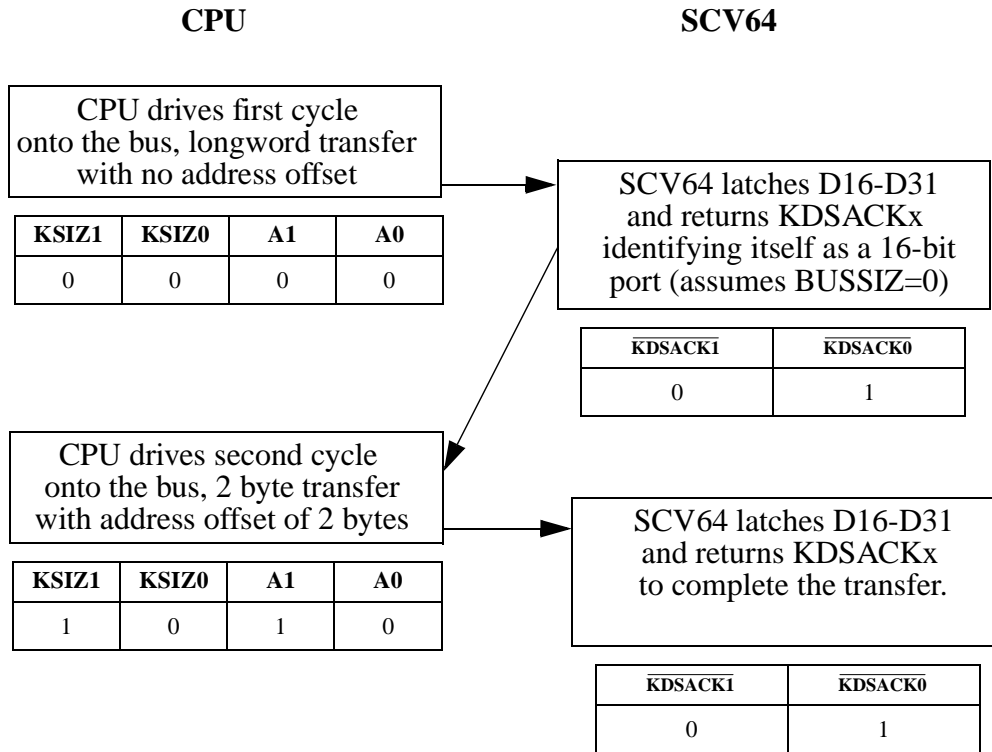 CPU
SCV64
CPU drives first cycle
onto the bus, longword transfer
with no address offset
KSIZ1 KSIZ0 A1 A0
0 0 0 0
SCV64 latches D16-D31
and returns KDSACKx
identifying itself as a 16-bit
port (assumes BUSSIZ=0)
K̅D̅S̅A̅C̅K̅1̅ K̅D̅S̅A̅C̅K̅0̅
0 1
CPU drives second cycle
onto the bus, 2 byte transfer
with address offset of 2 bytes
KSIZ1 KSIZ0 A1 A0
1 0 1 0
SCV64 latches D16-D31
and returns KDSACKx
to complete the transfer.
K̅D̅S̅A̅C̅K̅1̅ K̅D̅S̅A̅C̅K̅0̅
0 1